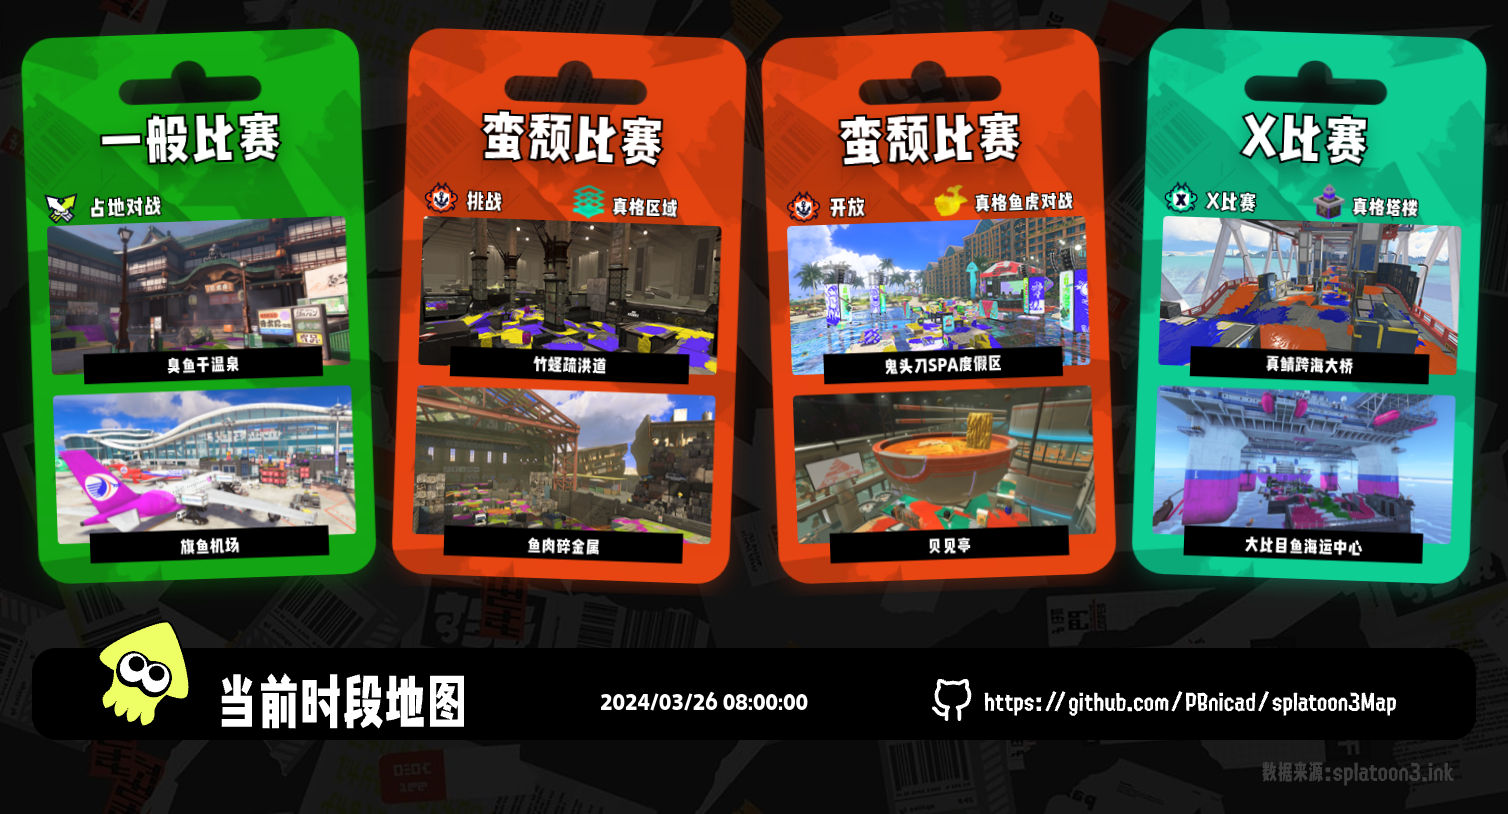 一般比赛
占地对战
臭鱼干温泉
旗鱼机场
蛮颓比赛
挑战
真格区域
竹蛏疏洪道
鱼肉碎金属
蛮颓比赛
开放
真格鱼虎对战
鬼头刀SPA度假区
贝见亭
X比赛
X比赛
真格塔楼
真鲭跨海大桥
大比目鱼海运中心
当前时段地图
2024/03/26 08:00:00
https://github.com/PBnicad/splatoon3Map
数据来源:splatoon3.ink